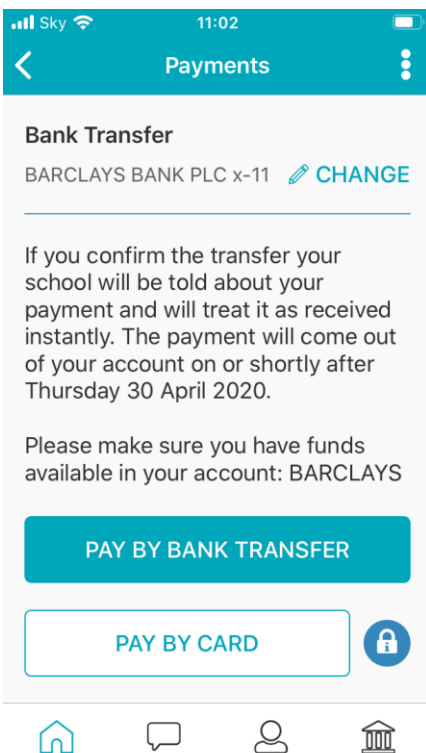 Sky 11:02
Payments
Bank Transfer
BARCLAYS BANK PLC x-11 CHANGE
If you confirm the transfer your
school will be told about your
payment and will treat it as received
instantly. The payment will come out
of your account on or shortly after
Thursday 30 April 2020.
Please make sure you have funds
available in your account: BARCLAYS
PAY BY BANK TRANSFER
PAY BY CARD